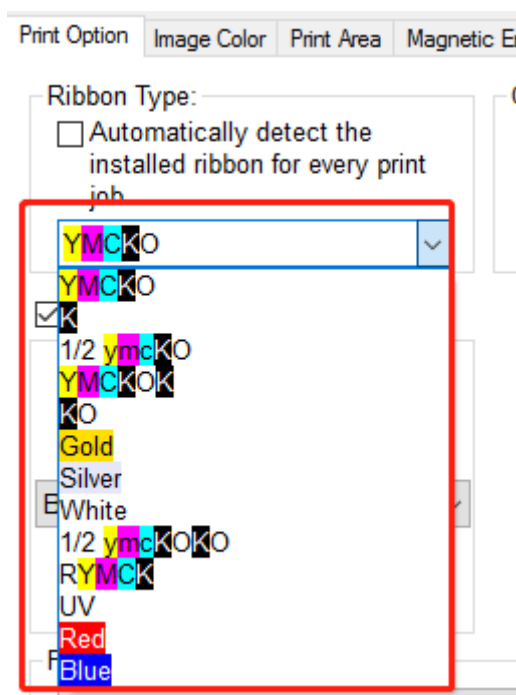 Print Option Image Color Print Area Magnetic
Ribbon Type:
Automatically detect the
installed ribbon for every print
job
YMCKO
YMCKO
K
1/2 ymcKO
YMCKOK
KO
Gold
Silver
White
1/2 ymcKOKO
RYMCK
UV
Red
Blue